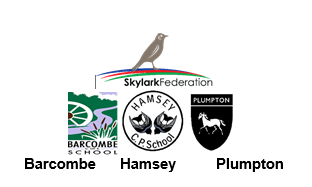 SkylarkFederation
BARCOMBE
SCHOOL
HAMSEY
C.P. School
PLUMPTON
Barcombe Hamsey Plumpton